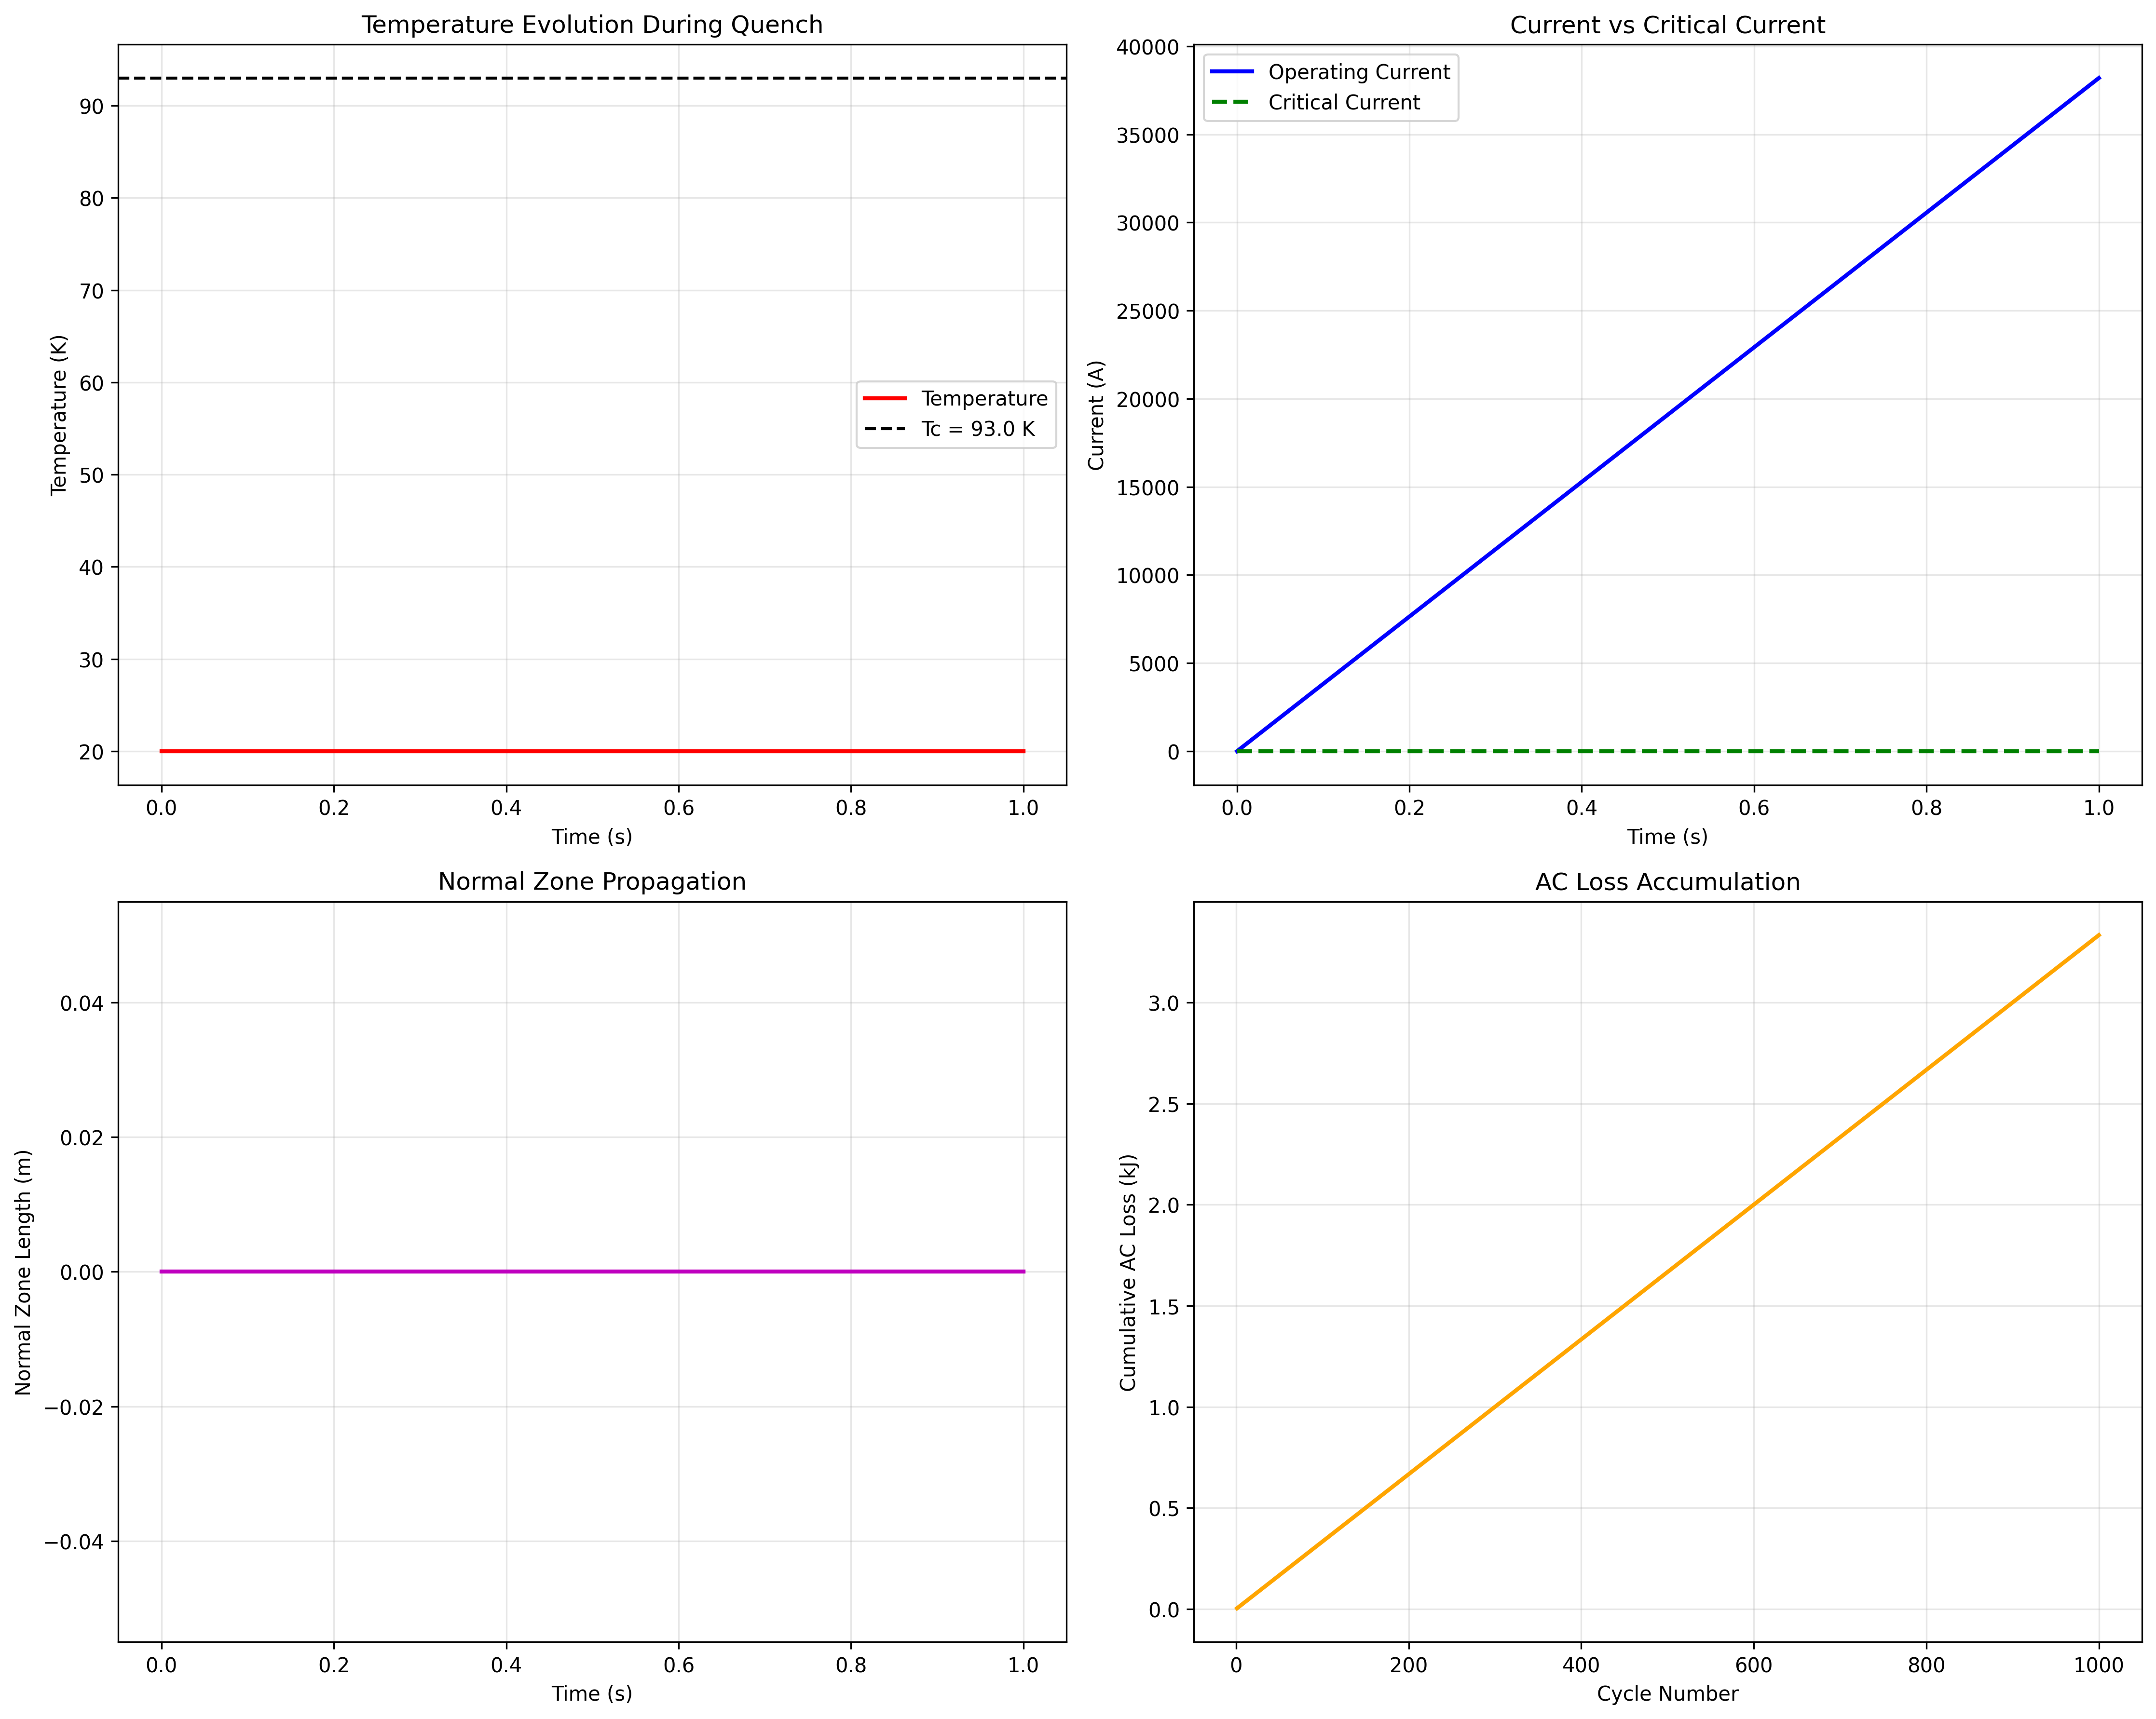 Temperature Evolution During Quench
Temperature (K)
90
80
70
60
50
40
30
20
Temperature
Tc = 93.0 K
0.0 0.2 0.4 0.6 0.8 1.0
Time (s)
Current vs Critical Current
Current (A)
40000
35000
30000
25000
20000
15000
10000
5000
0
Operating Current
Critical Current
0.0 0.2 0.4 0.6 0.8 1.0
Time (s)
Normal Zone Propagation
Normal Zone Length (m)
0.04
0.02
0.00
−0.02
−0.04
0.0 0.2 0.4 0.6 0.8 1.0
Time (s)
AC Loss Accumulation
Cumulative AC Loss (kJ)
3.0
2.5
2.0
1.5
1.0
0.5
0.0
0 200 400 600 800 1000
Cycle Number